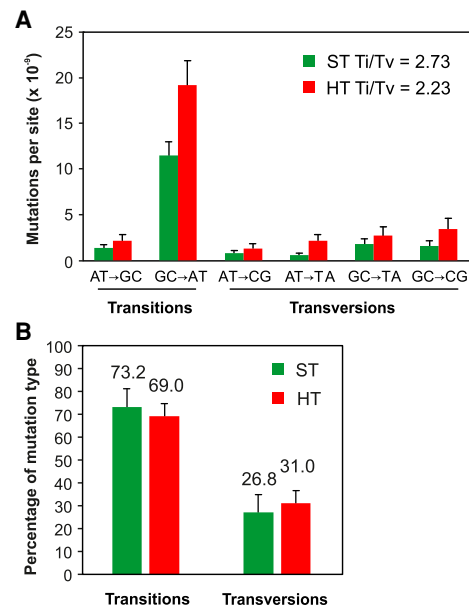 A
Mutations per site (x 10⁻⁹)
25
20
15
10
5
0
ST Ti/Tv = 2.73
HT Ti/Tv = 2.23
AT→GC GC→AT AT→CG AT→TA GC→TA GC→CG
Transitions Transversions
B
Percentage of mutation type
100
90
80
70
60
50
40
30
20
10
0
73.2 69.0
26.8 31.0
ST
HT
Transitions Transversions